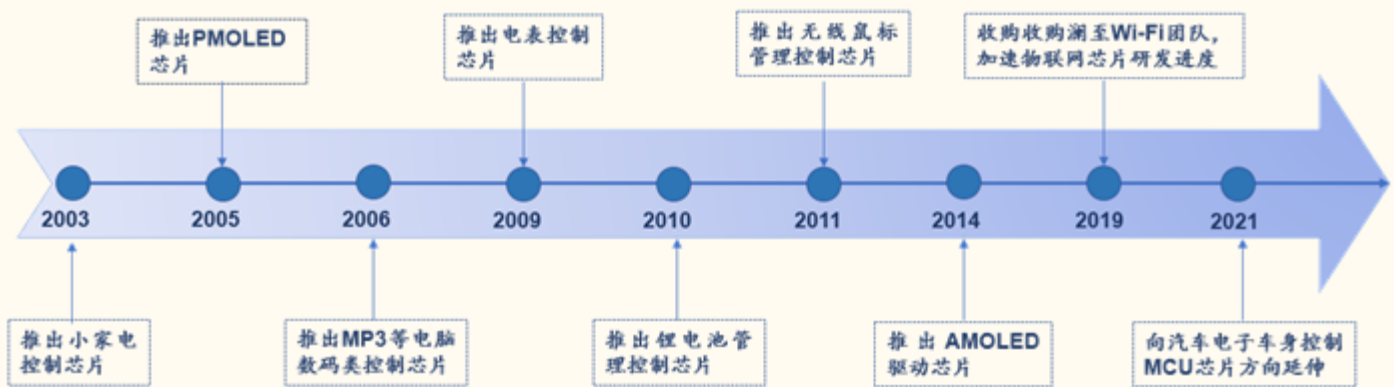 推出PMOLED
芯片
推出电表控制
芯片
推出无线鼠标
管理控制芯片
收购收购澜至Wi-Fi团队，
加速物联网芯片研发进度
2003
2005
2006
2009
2010
2011
2014
2019
2021
推出小家电
控制芯片
推出MP3等电脑
数码类控制芯片
推出锂电池管
理控制芯片
推出 AMOLED
驱动芯片
向汽车电子车身控制
MCU芯片方向延伸